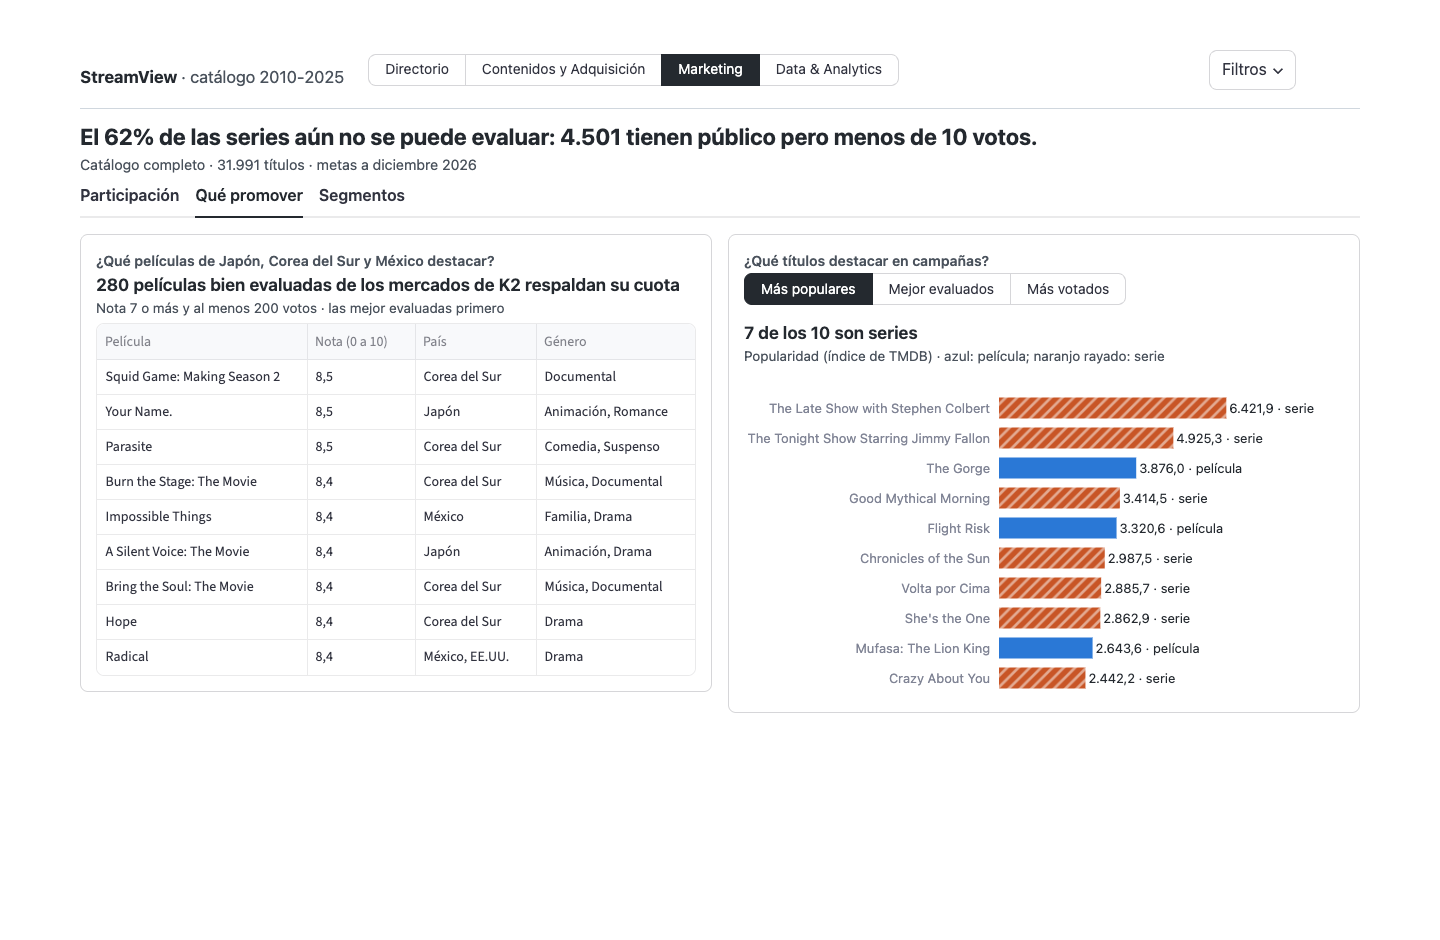 StreamView · catálogo 2010-2025
Directorio
Contenidos y Adquisición
Marketing
Data & Analytics
Filtros
El 62% de las series aún no se puede evaluar: 4.501 tienen público pero menos de 10 votos.
Catálogo completo · 31.991 títulos · metas a diciembre 2026
Participación
Qué promover
Segmentos
¿Qué películas de Japón, Corea del Sur y México destacar?
280 películas bien evaluadas de los mercados de K2 respaldan su cuota
Nota 7 o más y al menos 200 votos · las mejor evaluadas primero
Película Nota (0 a 10) País Género
Squid Game: Making Season 2 8,5 Corea del Sur Documental
Your Name. 8,5 Japón Animación, Romance
Parasite 8,5 Corea del Sur Comedia, Suspenso
Burn the Stage: The Movie 8,4 Corea del Sur Música, Documental
Impossible Things 8,4 México Familia, Drama
A Silent Voice: The Movie 8,4 Japón Animación, Drama
Bring the Soul: The Movie 8,4 Corea del Sur Música, Documental
Hope 8,4 Corea del Sur Drama
Radical 8,4 México, EE.UU. Drama
¿Qué títulos destacar en campañas?
Más populares
Mejor evaluados
Más votados
7 de los 10 son series
Popularidad (índice de TMDB) · azul: película; naranjo rayado: serie
The Late Show with Stephen Colbert 6.421,9 · serie
The Tonight Show Starring Jimmy Fallon 4.925,3 · serie
The Gorge 3.876,0 · película
Good Mythical Morning 3.414,5 · serie
Flight Risk 3.320,6 · película
Chronicles of the Sun 2.987,5 · serie
Volta por Cima 2.885,7 · serie
She's the One 2.862,9 · serie
Mufasa: The Lion King 2.643,6 · película
Crazy About You 2.442,2 · serie